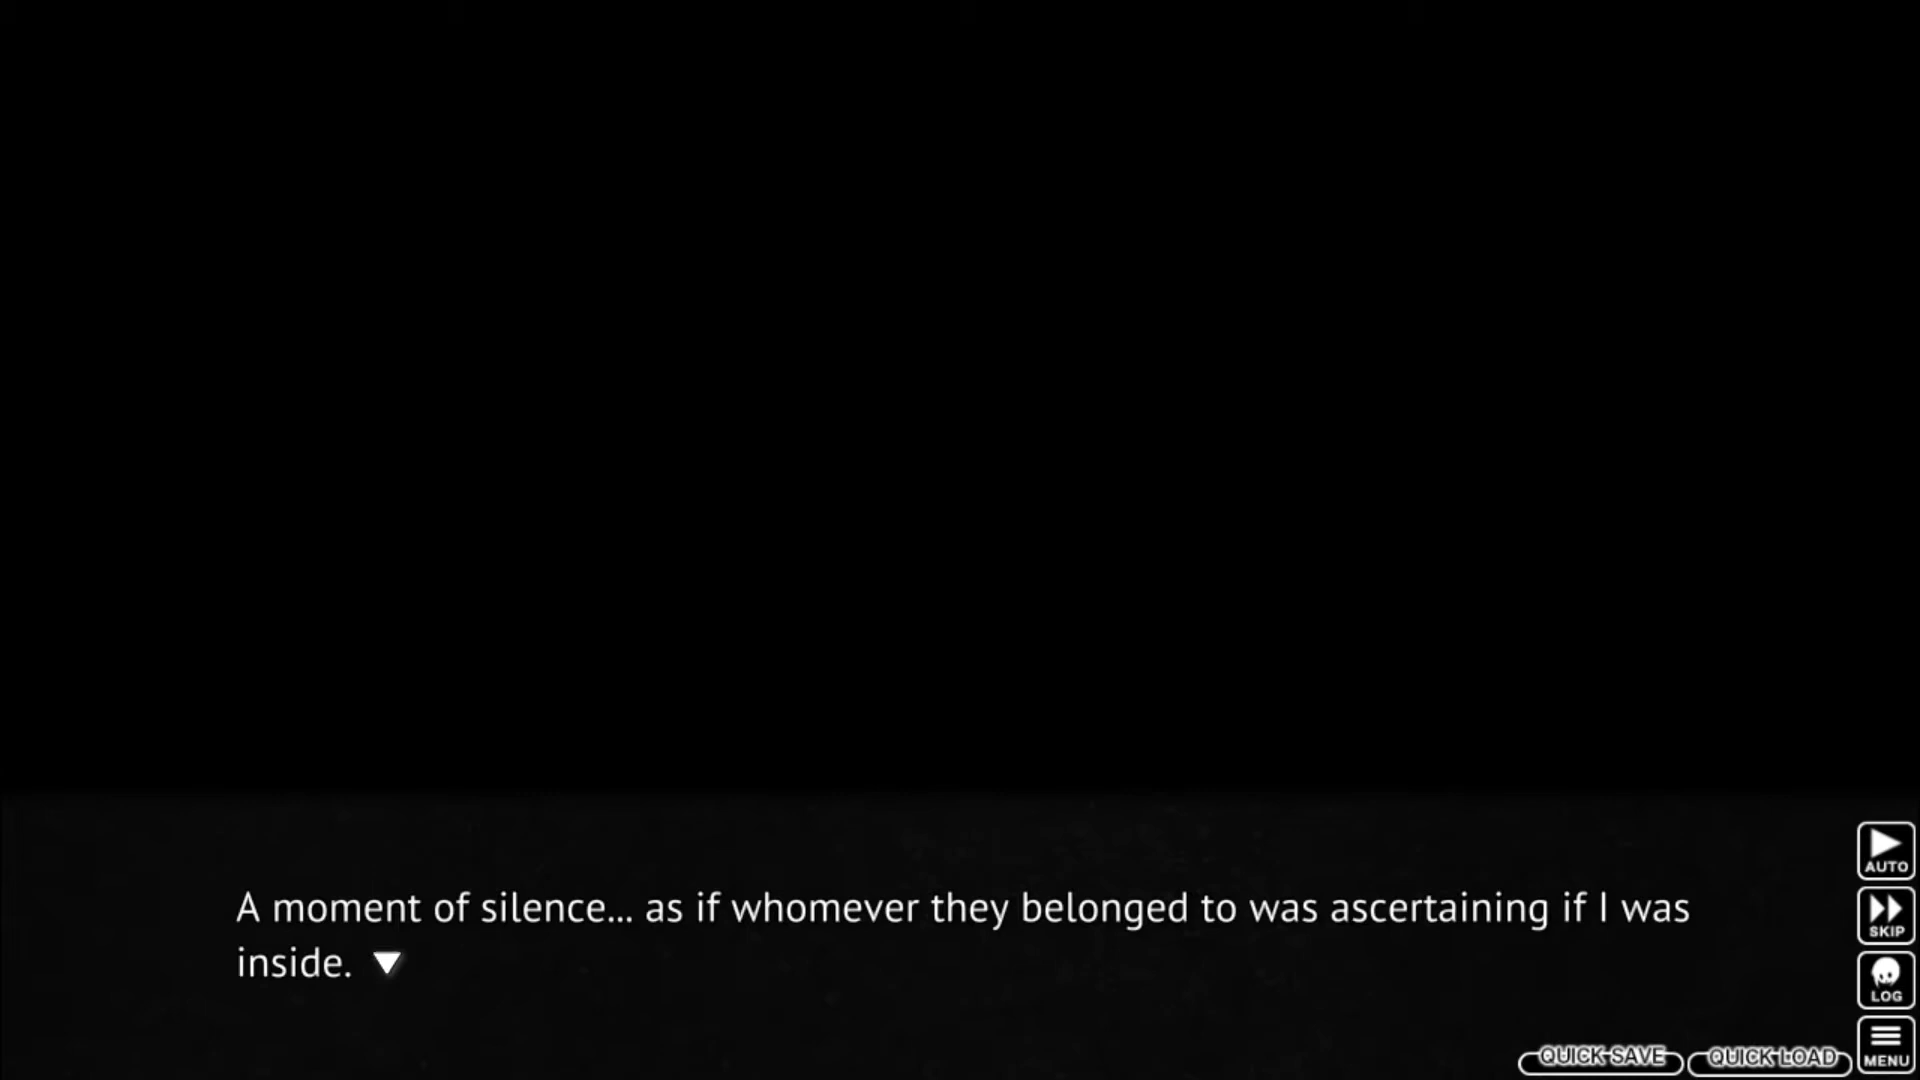 A moment of silence... as if whomever they belonged to was ascertaining if I was
inside.
AUTO
SKIP
LOG
MENU
QUICK SAVE
QUICK LOAD